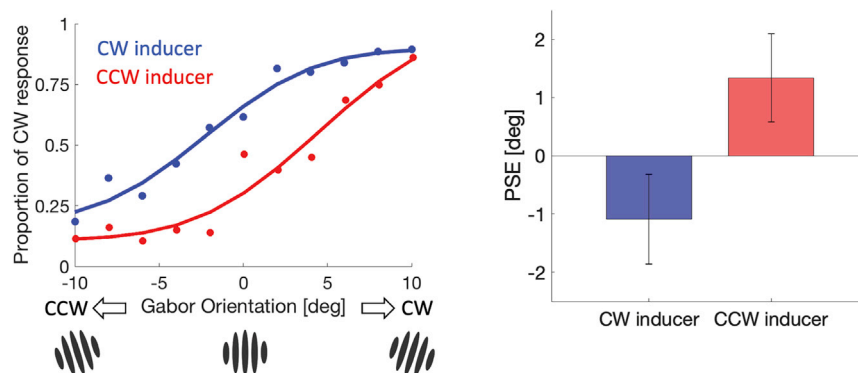 CW inducer
CCW inducer
Proportion of CW response
1
0.75
0.5
0.25
0
-10
-5
0
5
10
CCW
Gabor Orientation [deg]
CW
PSE [deg]
2
1
0
-1
-2
CW inducer
CCW inducer